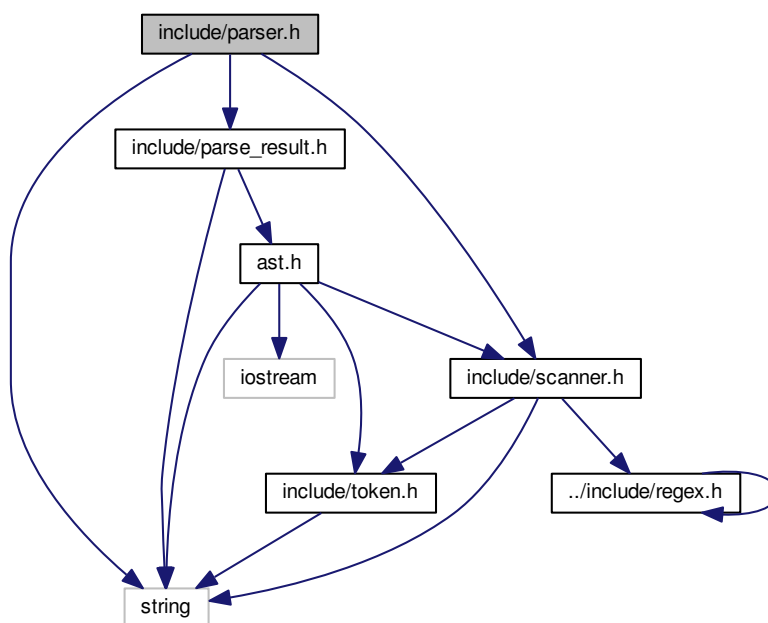 include/parser.h
include/parse_result.h
ast.h
iostream
include/scanner.h
include/token.h
../include/regex.h
string